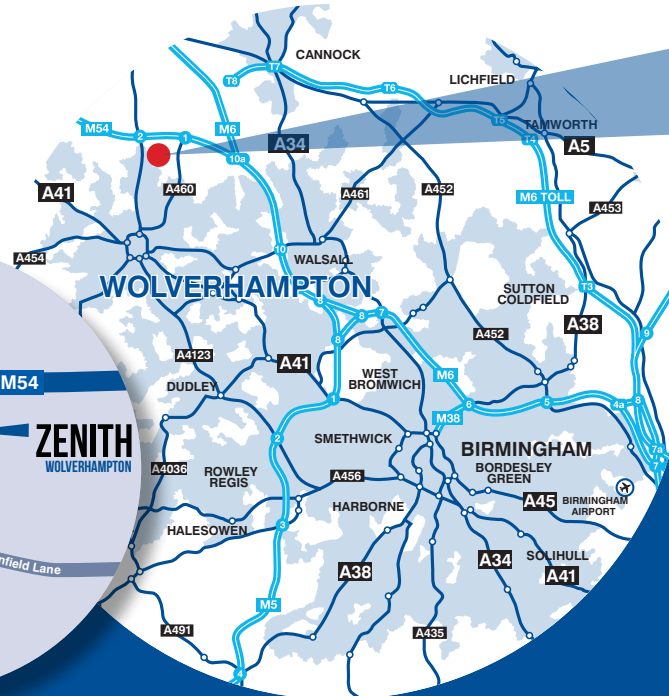 CANNOCK
T7
T8
T6
LICHFIELD
M54
2
1
M6
A34
T5
TAMWORTH
T4
A5
10a
A41
A460
A461
A452
M6 TOLL
A453
A454
10
WALSALL
WOLVERHAMPTON
SUTTON
COLDFIELD
T3
A38
8
7
9
A4123
A41
8
A452
M54
DUDLEY
WEST
BROMWICH
M6
1
6
5
4a
8
M38
ZENITH
WOLVERHAMPTON
2
SMETHWICK
BIRMINGHAM
7a
7
A4036
ROWLEY
REGIS
A456
BORDESLEY
GREEN
HARBORNE
A45
BIRMINGHAM
AIRPORT
HALESOWEN
3
SOLIHULL
nfield Lane
A38
A34
A41
M5
A491
A435
4